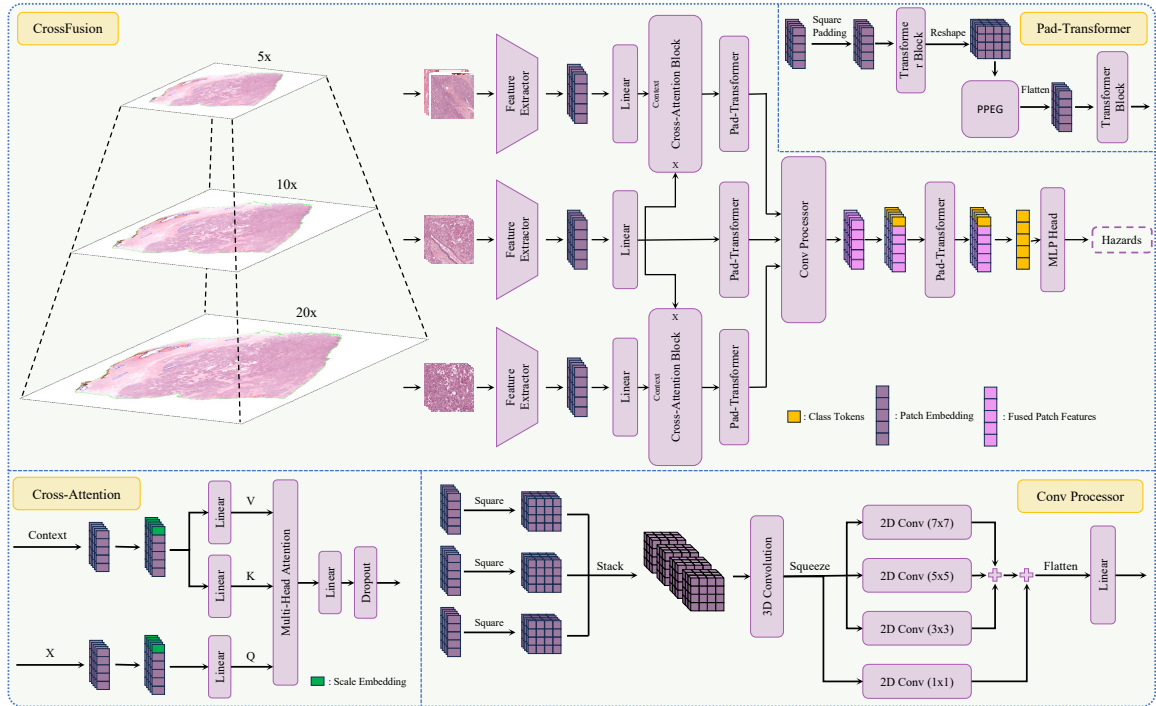 CrossFusion
5x
10x
20x
Feature
Extractor
Linear
Context
Cross-Attention Block
X
Pad-Transformer
Feature
Extractor
Linear
Pad-Transformer
Feature
Extractor
Linear
X
Context
Cross-Attention Block
Pad-Transformer
Conv Processor
Pad-Transformer
MLP Head
Hazards
: Class Tokens
: Patch Embedding
: Fused Patch Features
Pad-Transformer
Square
Padding
Transforme
r Block
Reshape
PPEG
Flatten
Transformer
Block
Cross-Attention
Context
X
Linear
V
Linear
K
Linear
Q
Multi-Head Attention
Linear
Dropout
: Scale Embedding
Conv Processor
Square
Square
Square
Stack
3D Convolution
Squeeze
2D Conv (7x7)
2D Conv (5x5)
2D Conv (3x3)
2D Conv (1x1)
Flatten
Linear